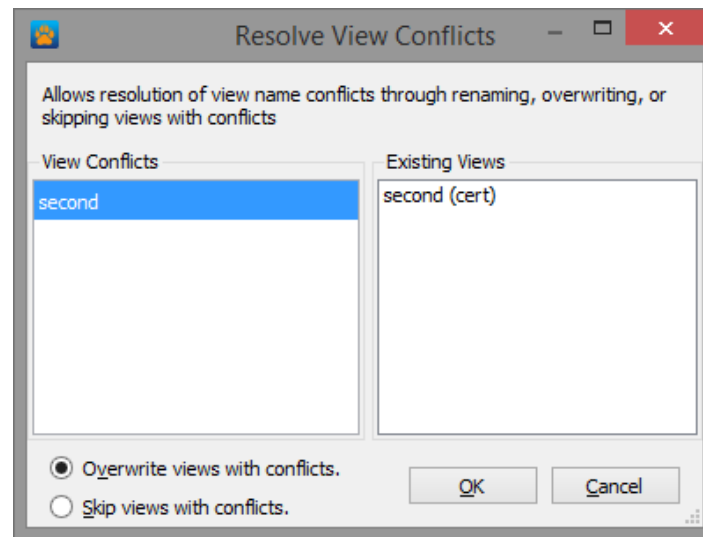 Resolve View Conflicts
Allows resolution of view name conflicts through renaming, overwriting, or
skipping views with conflicts
View Conflicts
Existing Views
second
second (cert)
Overwrite views with conflicts.
Skip views with conflicts.
OK
Cancel